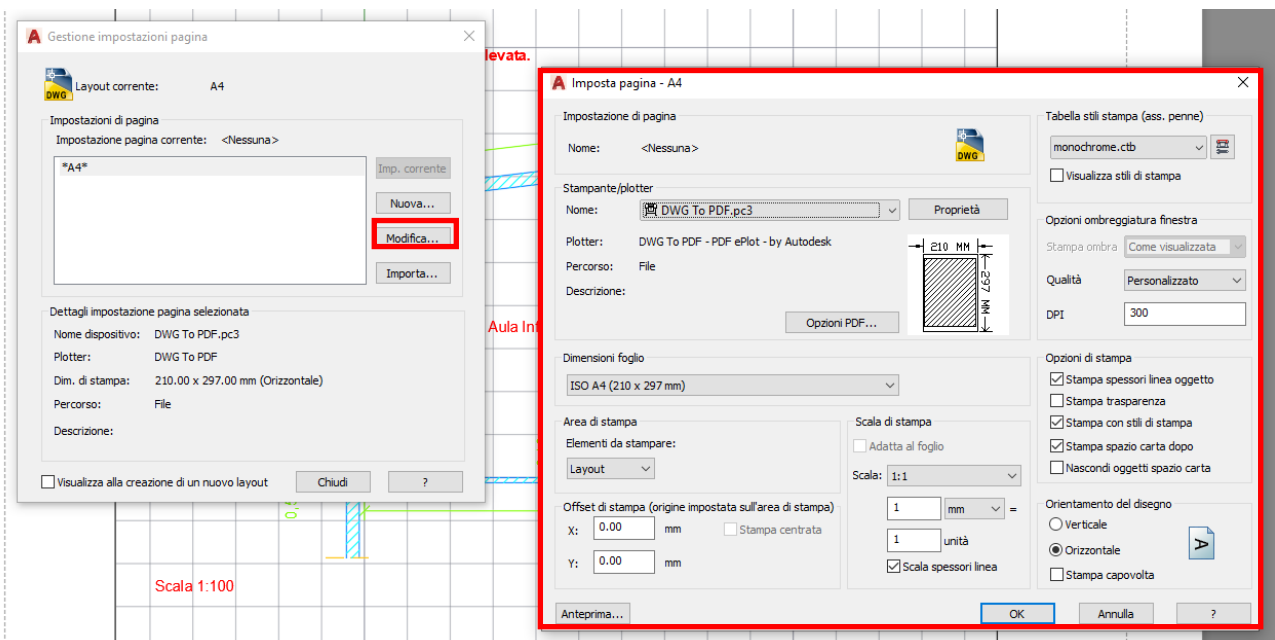 Gestione impostazioni pagina
Layout corrente: A4
DWG
Impostazioni di pagina
Impostazione pagina corrente: <Nessuna>
*A4*
Imp. corrente
Nuova...
Modifica...
Importa...
Dettagli impostazione pagina selezionata
Nome dispositivo: DWG To PDF.pc3
Plotter: DWG To PDF
Dim. di stampa: 210.00 x 297.00 mm (Orizzontale)
Percorso: File
Descrizione:
Visualizza alla creazione di un nuovo layout
Chiudi
?
levata.
Aula Inf
Scala 1:100
Imposta pagina - A4
Impostazione di pagina
Nome: <Nessuna>
DWG
Stampante/plotter
Nome: DWG To PDF.pc3
Proprietà
Plotter: DWG To PDF - PDF ePlot - by Autodesk
Percorso: File
Descrizione:
210 MM
297 MM
Opzioni PDF...
Dimensioni foglio
ISO A4 (210 x 297 mm)
Area di stampa
Elementi da stampare:
Layout
Offset di stampa (origine impostata sull'area di stampa)
X: 0.00 mm
Stampa centrata
Y: 0.00 mm
Scala di stampa
Adatta al foglio
Scala: 1:1
1 mm =
1 unità
Scala spessori linea
Tabella stili stampa (ass. penne)
monochrome.ctb
Visualizza stili di stampa
Opzioni ombreggiatura finestra
Stampa ombra Come visualizzata
Qualità Personalizzato
DPI 300
Opzioni di stampa
Stampa spessori linea oggetto
Stampa trasparenza
Stampa con stili di stampa
Stampa spazio carta dopo
Nascondi oggetti spazio carta
Orientamento del disegno
Verticale
Orizzontale
Stampa capovolta
A
Anteprima...
OK
Annulla
?